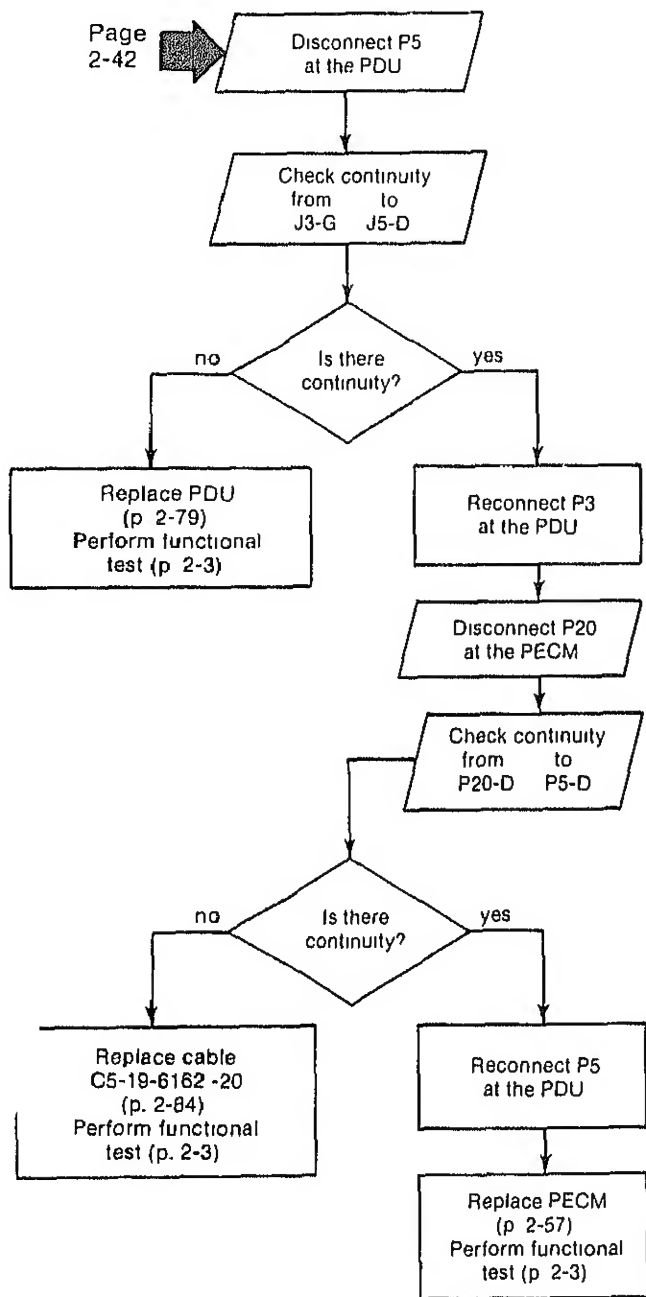 Page
2-42
Disconnect P5
at the PDU
Check continuity
from to
J3-G J5-D
no
Is there
continuity?
yes
Replace PDU
(p 2-79)
Perform functional
test (p 2-3)
Reconnect P3
at the PDU
Disconnect P20
at the PECM
Check continuity
from to
P20-D P5-D
no
Is there
continuity?
yes
Replace cable
C5-19-6162 -20
(p. 2-84)
Perform functional
test (p. 2-3)
Reconnect P5
at the PDU
Replace PECM
(p 2-57)
Perform functional
test (p 2-3)